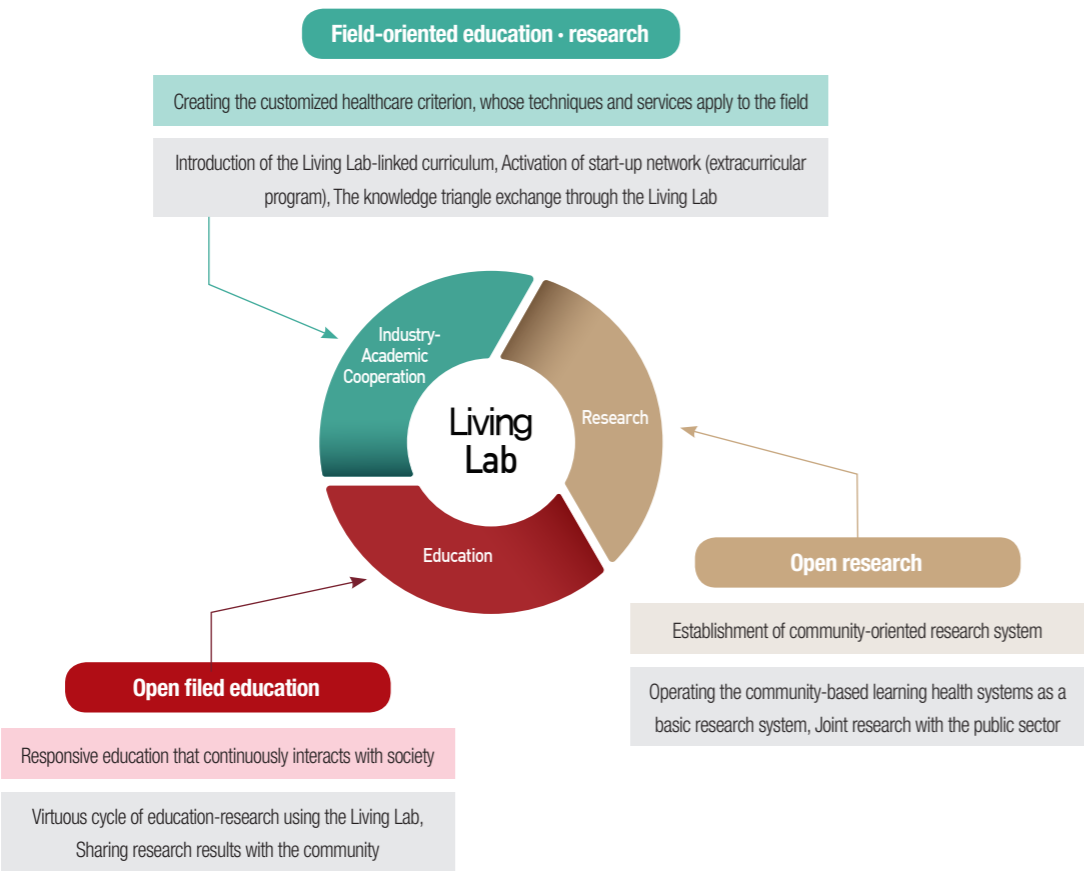 Field-oriented education · research
Creating the customized healthcare criterion, whose techniques and services apply to the field
Introduction of the Living Lab-linked curriculum, Activation of start-up network (extracurricular
program), The knowledge triangle exchange through the Living Lab
Industry-
Academic
Cooperation
Living
Lab
Research
Education
Open research
Establishment of community-oriented research system
Operating the community-based learning health systems as a
basic research system, Joint research with the public sector
Open filed education
Responsive education that continuously interacts with society
Virtuous cycle of education-research using the Living Lab,
Sharing research results with the community